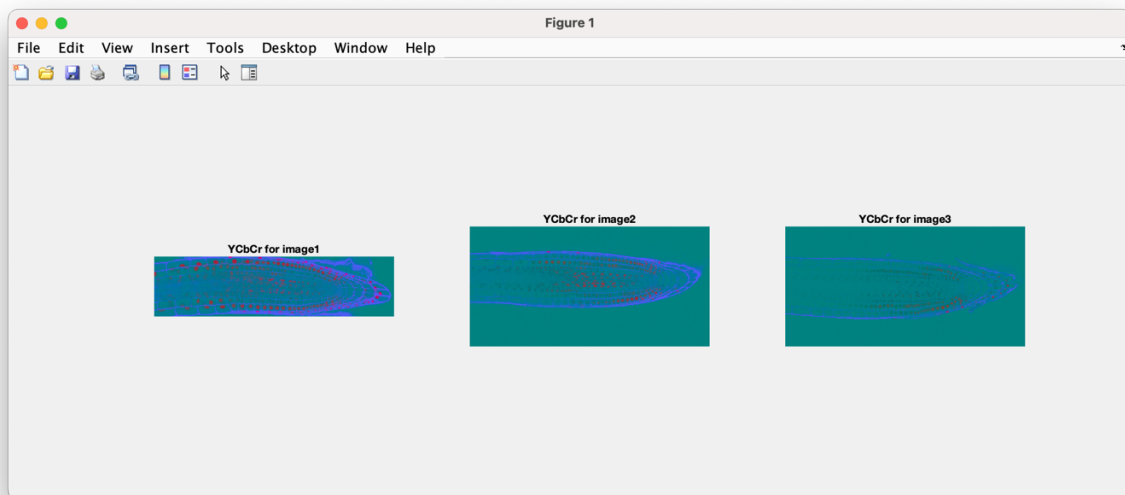 Figure 1
File Edit View Insert Tools Desktop Window Help
YCbCr for image1
YCbCr for image2
YCbCr for image3